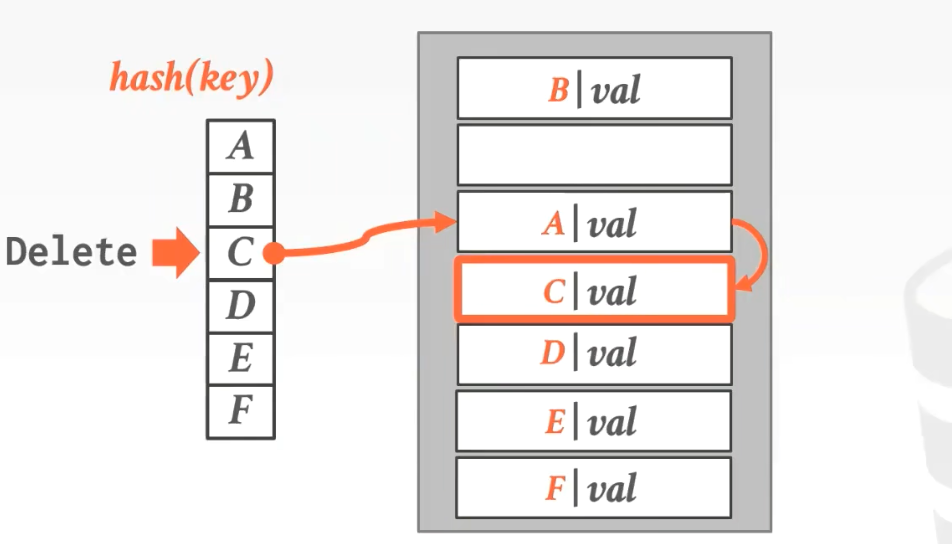 hash(key)
A
B
C
D
E
F
Delete
B|val
A|val
C|val
D|val
E|val
F|val